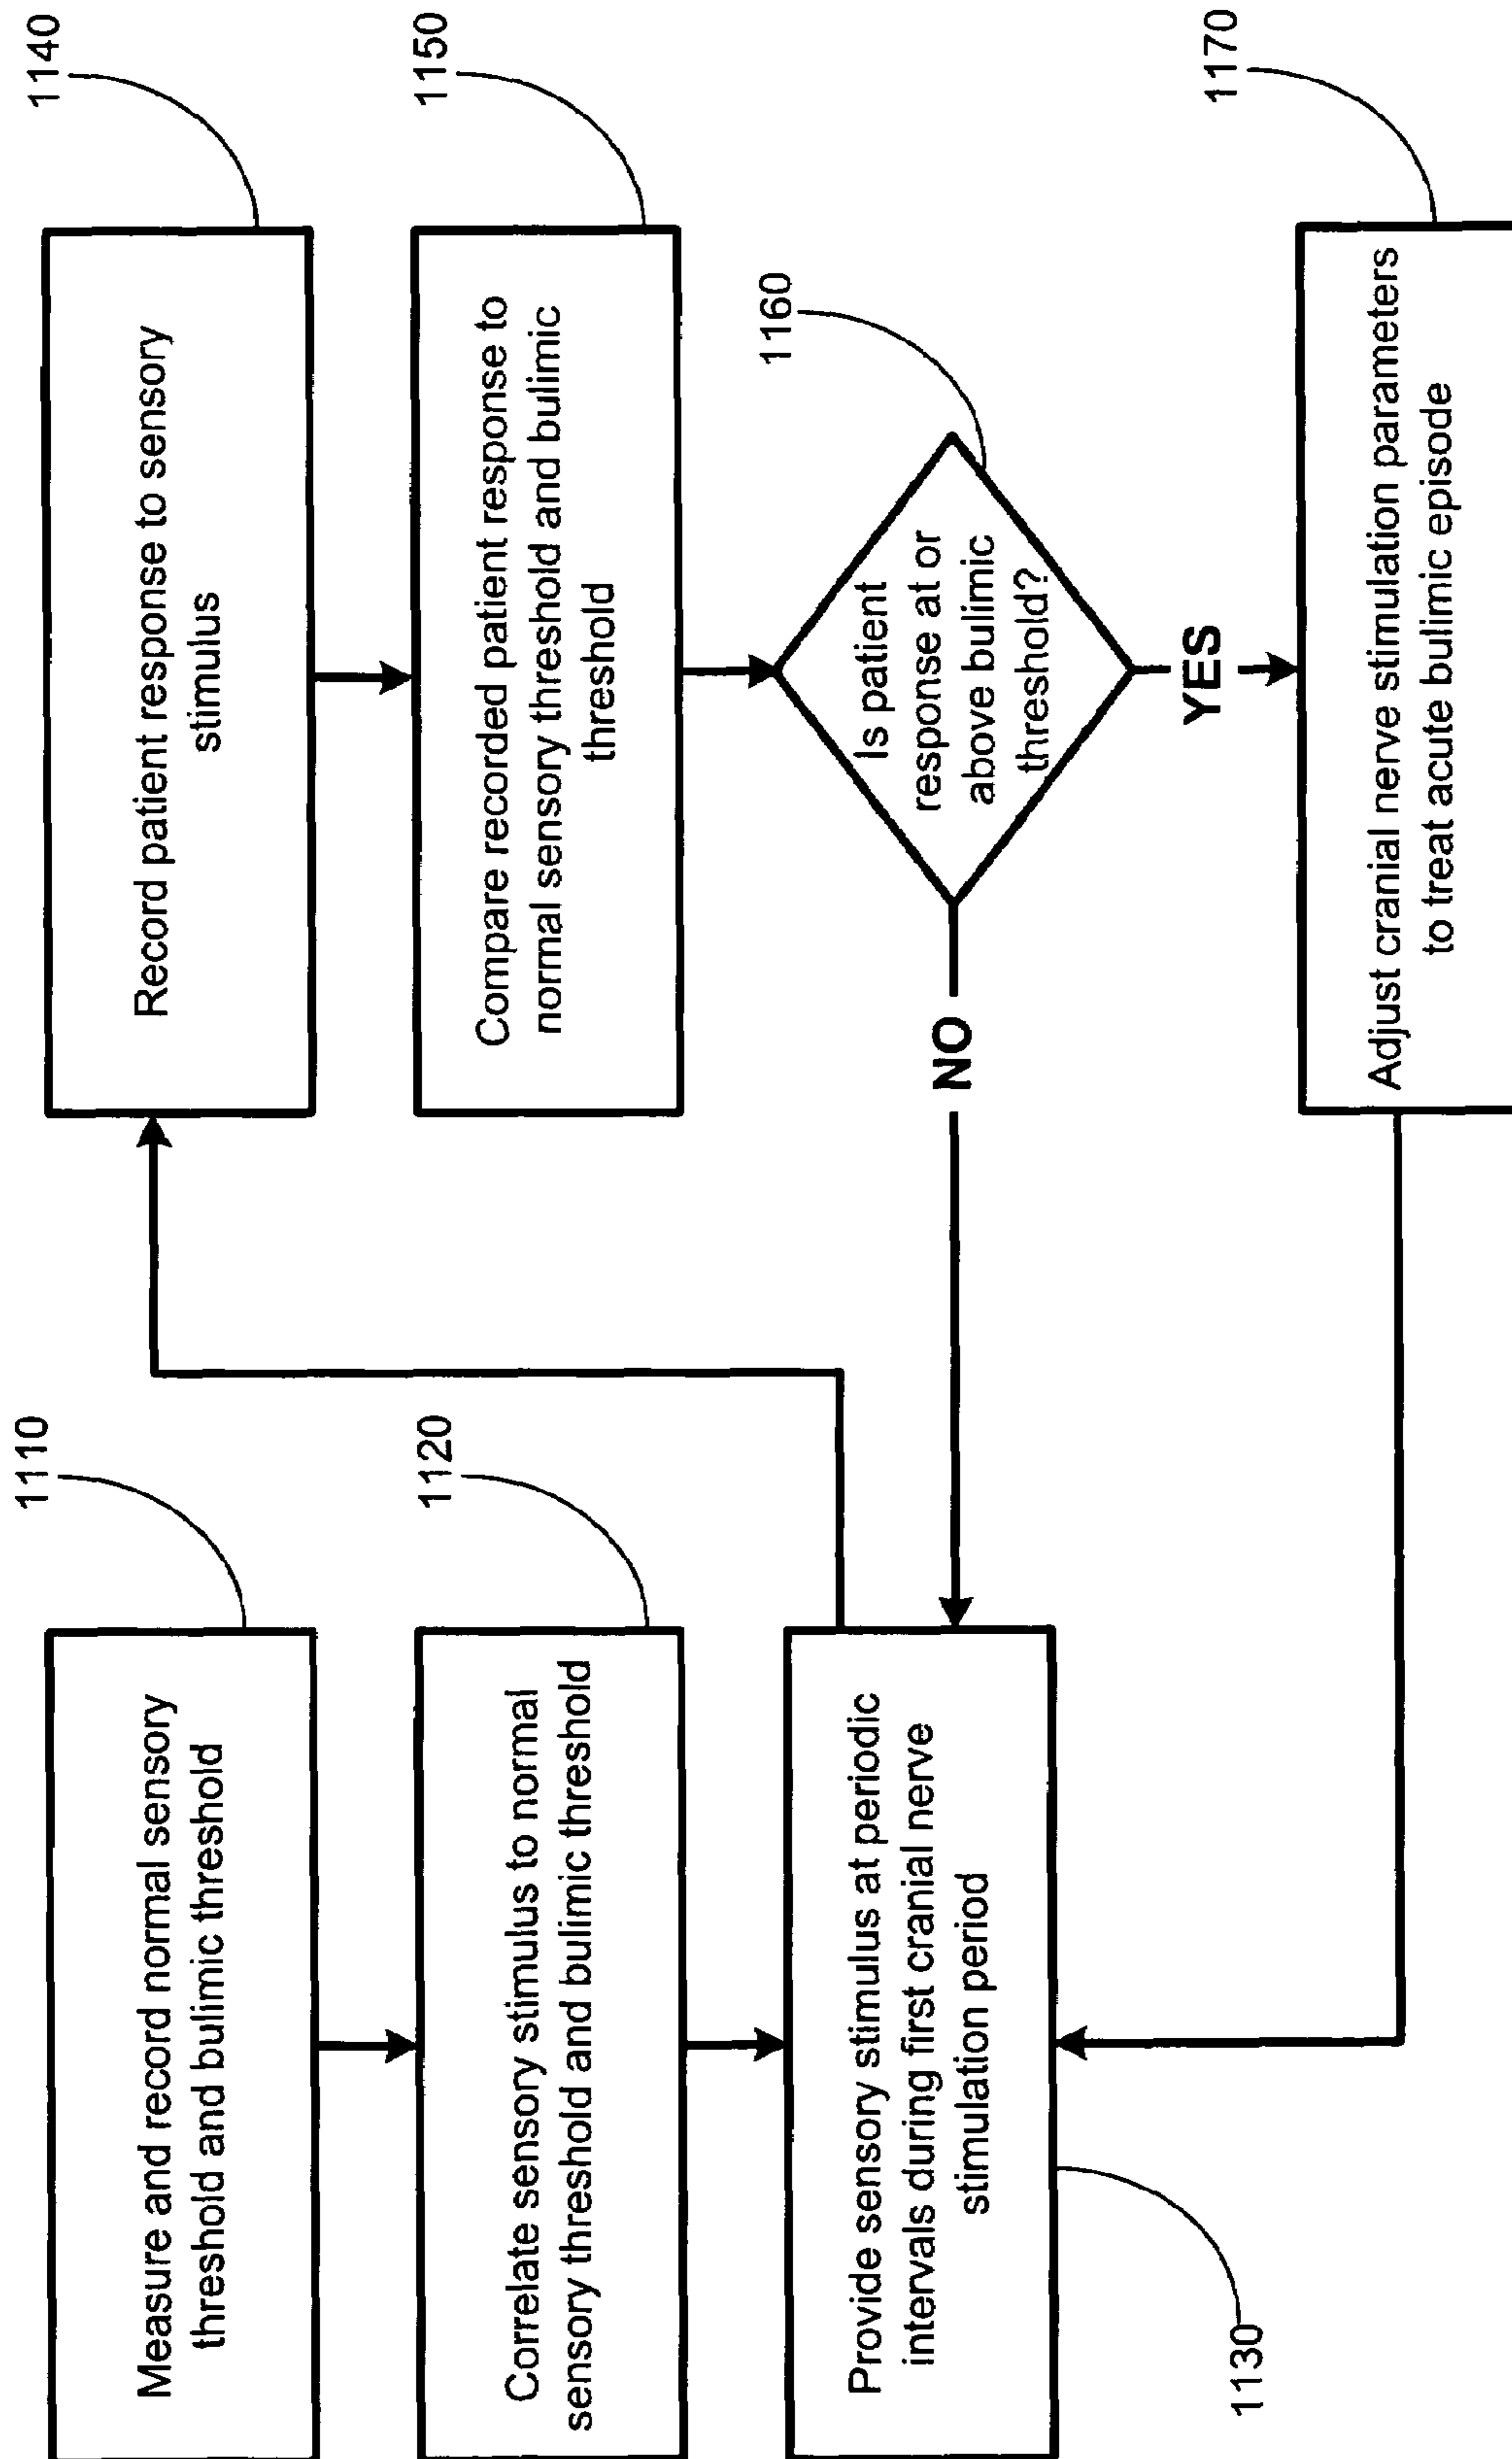 1110
Measure and record normal sensory
threshold and bulimic threshold
1120
Correlate sensory stimulus to normal
sensory threshold and bulimic threshold
Provide sensory stimulus at periodic
intervals during first cranial nerve
stimulation period
1130
1140
Record patient response to sensory
stimulus
1150
Compare recorded patient response to
normal sensory threshold and bulimic
threshold
1160
Is patient
response at or
above bulimic
threshold?
NO
YES
1170
Adjust cranial nerve stimulation parameters
to treat acute bulimic episode